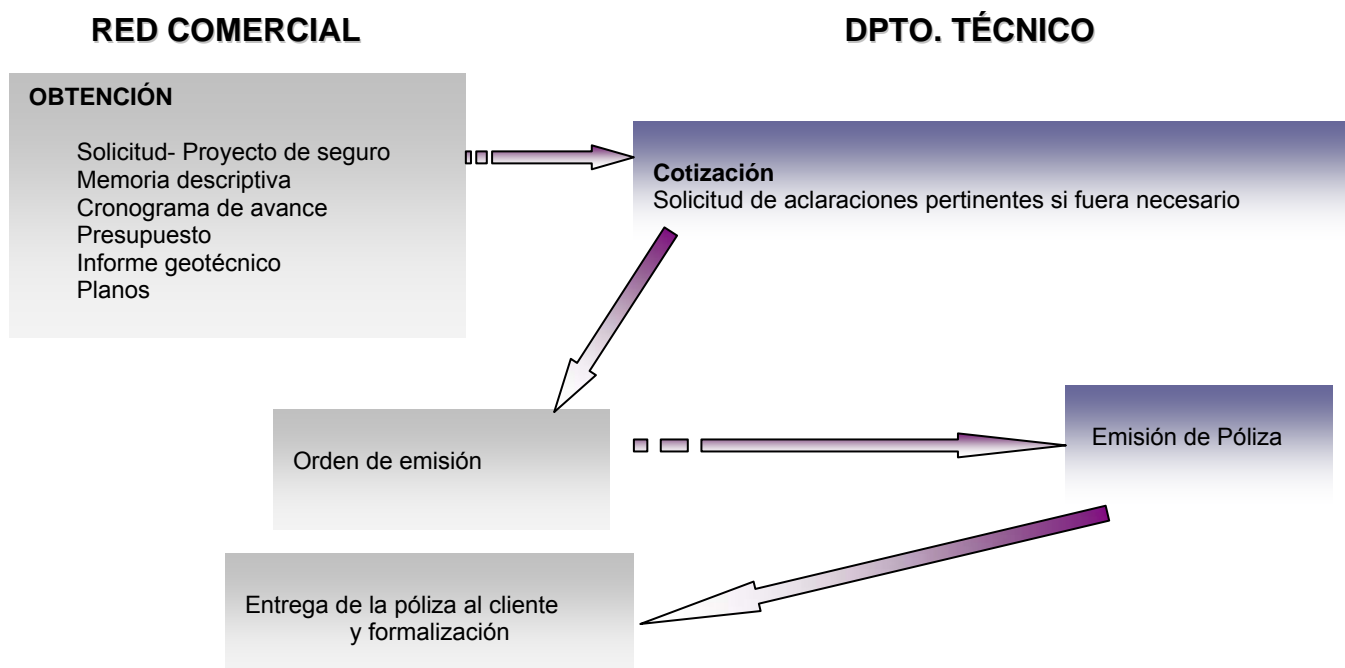 RED COMERCIAL
DPTO. TÉCNICO
OBTENCIÓN
Solicitud- Proyecto de seguro
Memoria descriptiva
Cronograma de avance
Presupuesto
Informe geotécnico
Planos
Cotización
Solicitud de aclaraciones pertinentes si fuera necesario
Orden de emisión
Emisión de Póliza
Entrega de la póliza al cliente
y formalización